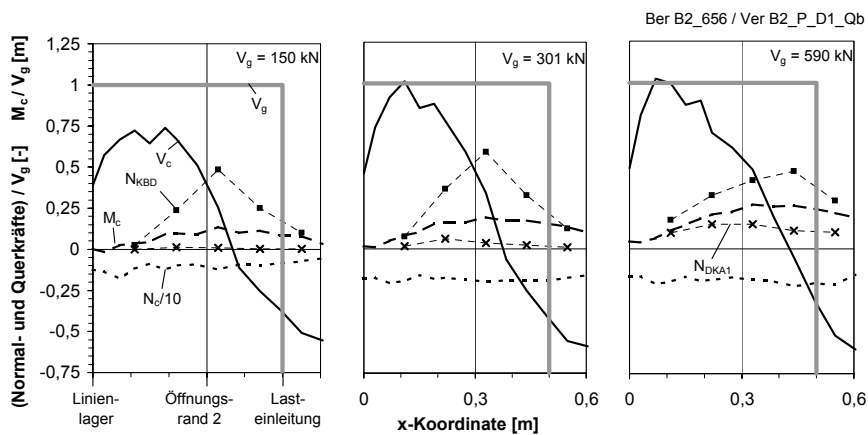 Ber B2_656 / Ver B2_P_D1_Qb
(Normal- und Querkräfte) / Vg [-] Mc / Vg [m]
1,25
1
0,75
0,5
0,25
0
-0,25
-0,5
-0,75
Vg = 150 kN
Vg
Vc
NKBD
Mc
Nc/10
Linien-
lager
Öffnungs-
rand 2
Last-
einleitung
Vg = 301 kN
0
0,3
0,6
x-Koordinate [m]
Vg = 590 kN
NDKA1
0
0,3
0,6